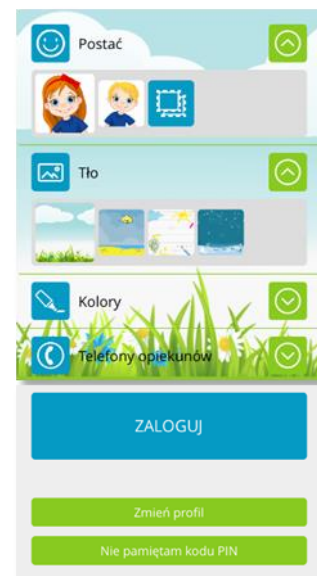 Postać
Tło
Kolory
Telefony opiekunów
ZALOGUJ
Zmień profil
Nie pamiętam kodu PIN